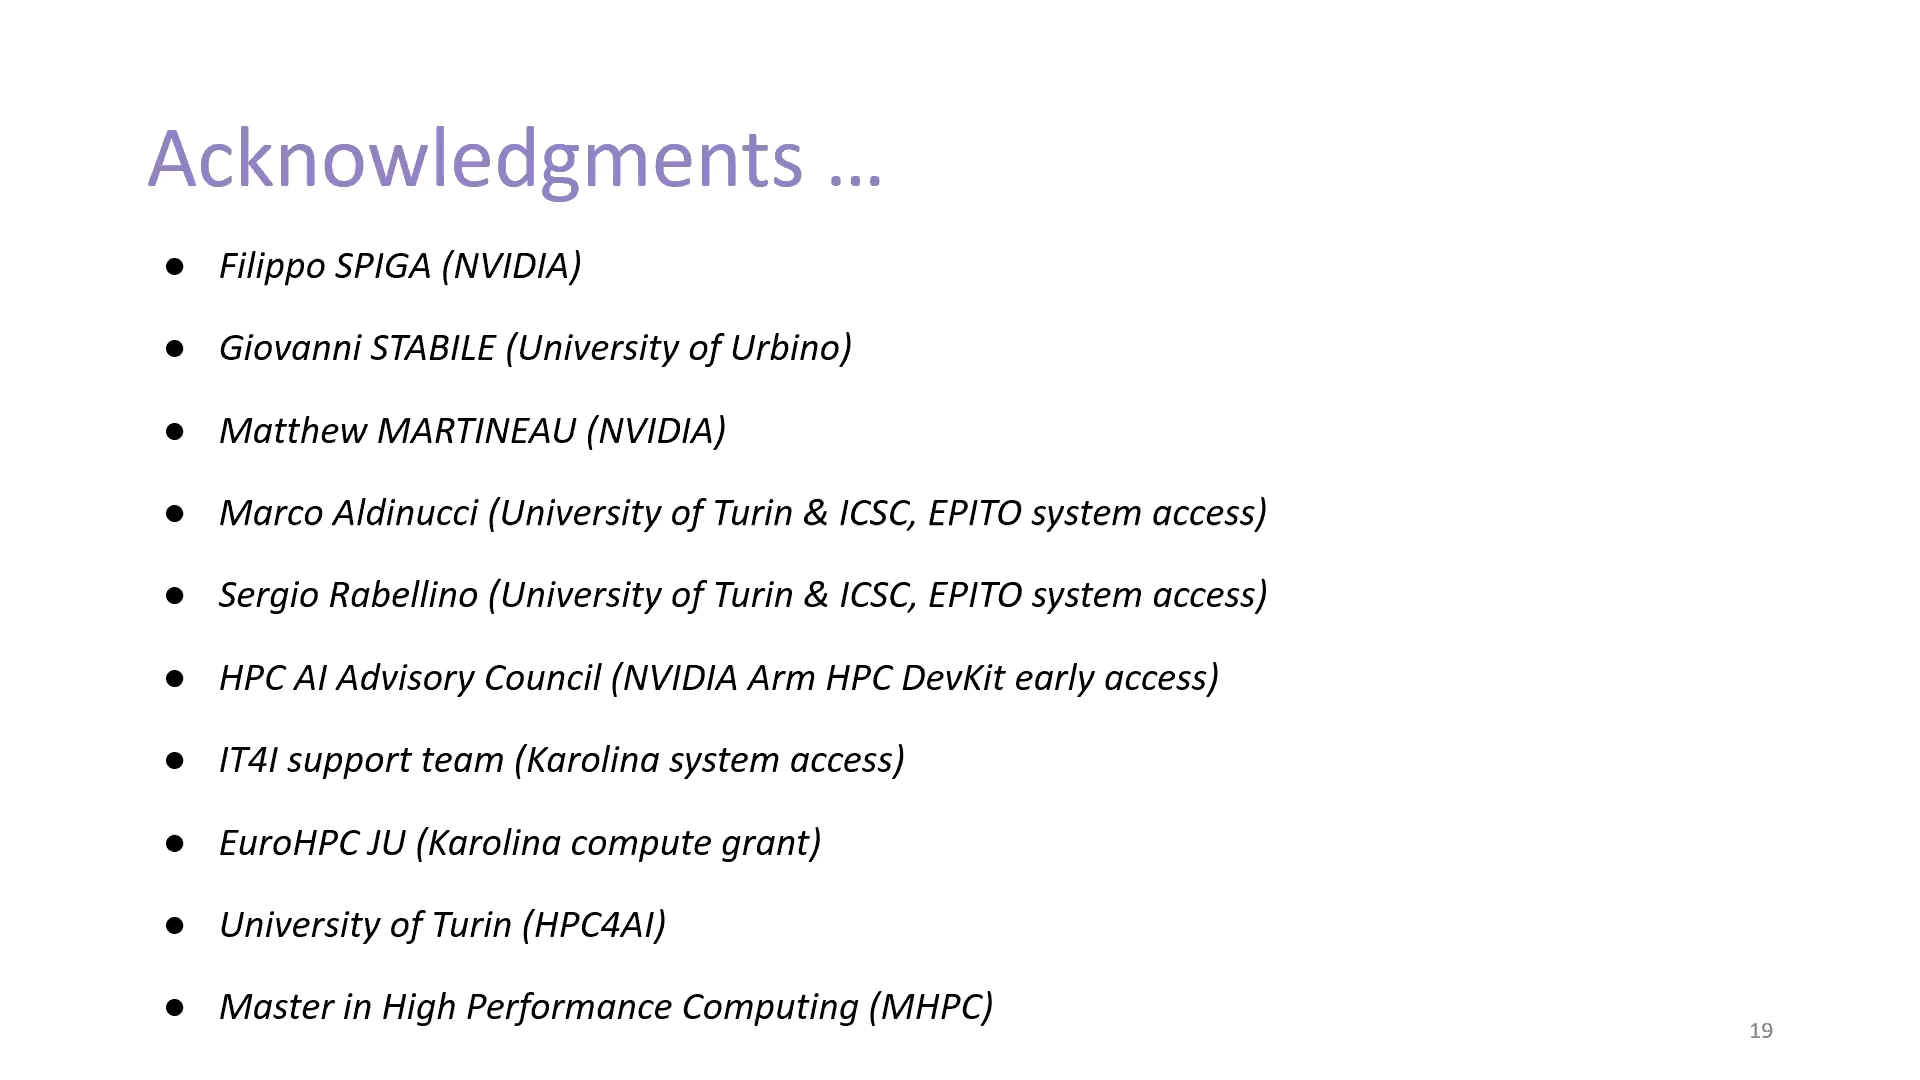 Acknowledgments ...
● Filippo SPIGA (NVIDIA)
● Giovanni STABILE (University of Urbino)
● Matthew MARTINEAU (NVIDIA)
● Marco Aldinucci (University of Turin & ICSC, EPITO system access)
● Sergio Rabellino (University of Turin & ICSC, EPITO system access)
● HPC AI Advisory Council (NVIDIA Arm HPC DevKit early access)
● IT4I support team (Karolina system access)
● EuroHPC JU (Karolina compute grant)
● University of Turin (HPC4AI)
● Master in High Performance Computing (MHPC)
19